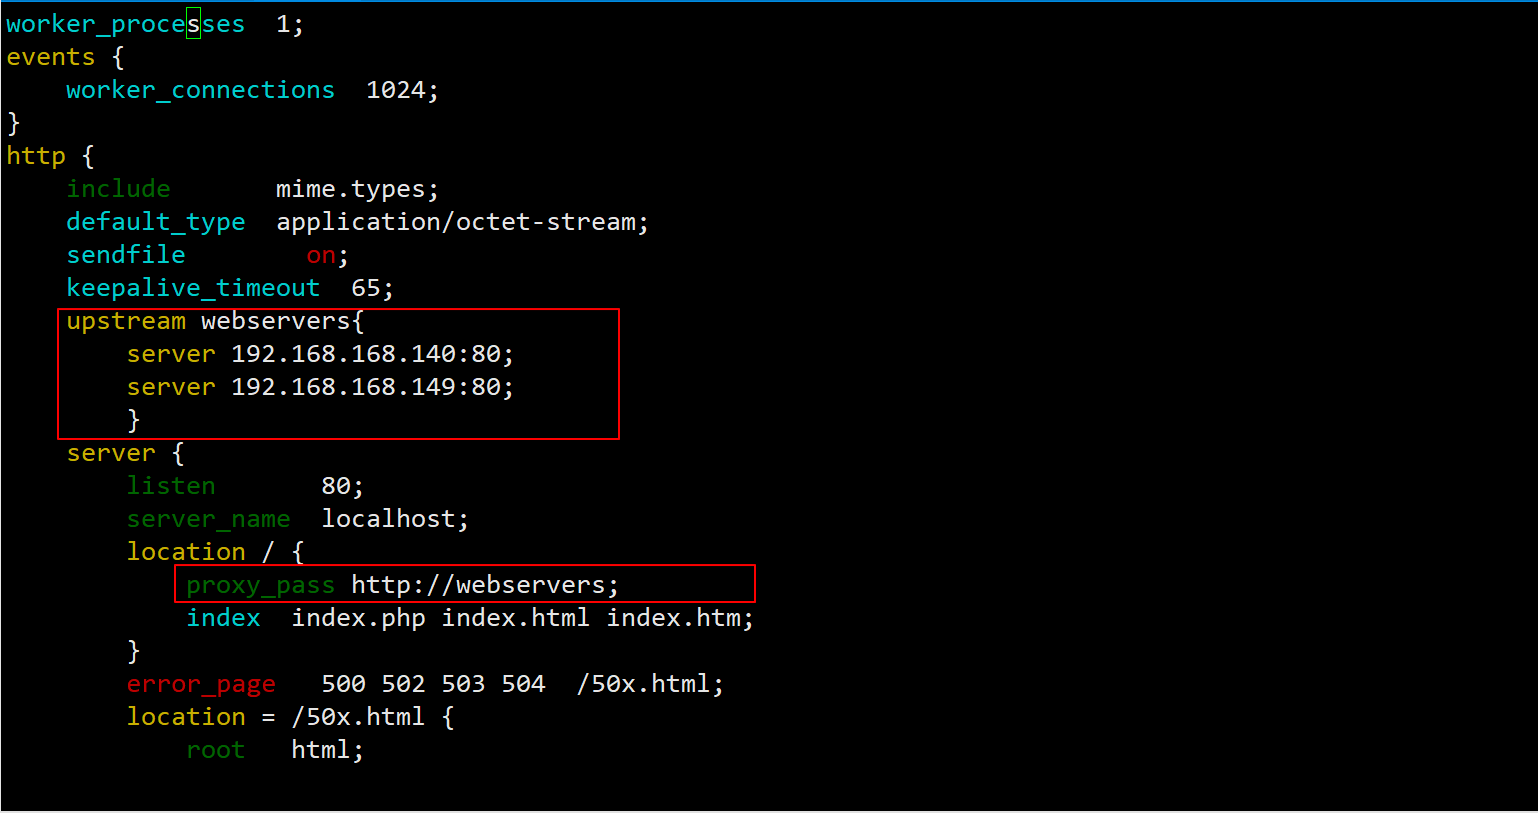 worker_processes  1;
events {
    worker_connections  1024;
}
http {
    include       mime.types;
    default_type  application/octet-stream;
    sendfile        on;
    keepalive_timeout  65;
    upstream webservers{
        server 192.168.168.140:80;
        server 192.168.168.149:80;
        }
    server {
        listen       80;
        server_name  localhost;
        location / {
            proxy_pass http://webservers;
            index  index.php index.html index.htm;
        }
        error_page   500 502 503 504  /50x.html;
        location = /50x.html {
            root   html;